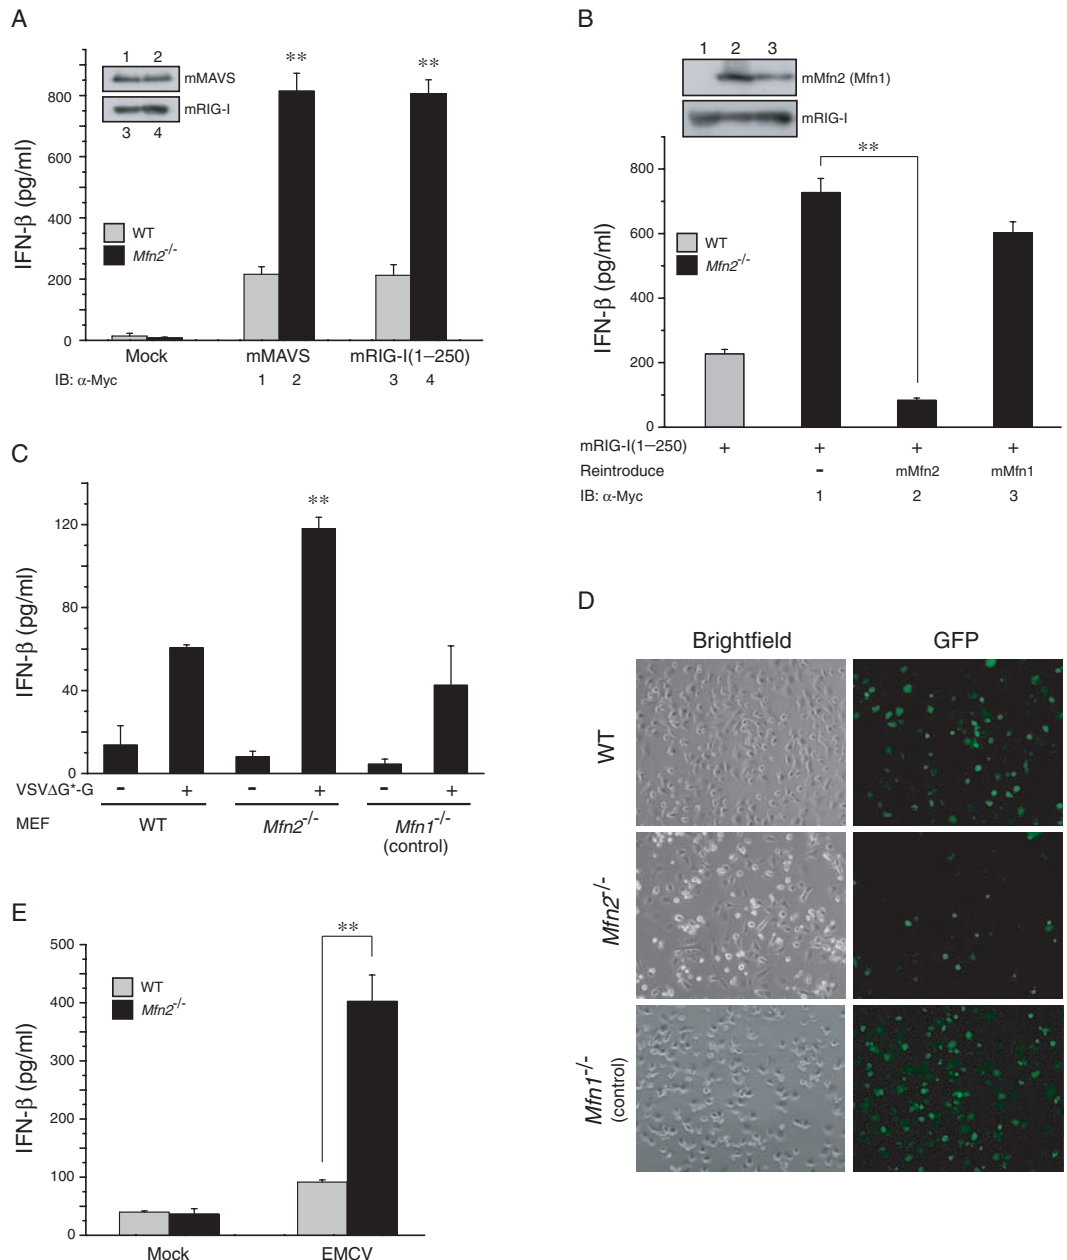 A
1 2
mMAVS
mRIG-I
3 4
**
**
800
600
400
200
0
IFN-β (pg/ml)
WT
Mfn2-/-
Mock mMAVS mRIG-I(1–250)
IB: α-Myc 1 2 3 4
B
1 2 3
mMfn2 (Mfn1)
mRIG-I
**
800
600
400
200
0
IFN-β (pg/ml)
WT
Mfn2-/-
mRIG-I(1–250) + + + +
Reintroduce - mMfn2 mMfn1
IB: α-Myc 1 2 3
C
**
120
80
40
0
IFN-β (pg/ml)
VSVΔG*-G - + - + - +
MEF WT Mfn2-/- Mfn1-/-
(control)
D
Brightfield GFP
WT
Mfn2-/-
Mfn1-/-
(control)
E
**
500
400
300
200
100
0
IFN-β (pg/ml)
WT
Mfn2-/-
Mock EMCV